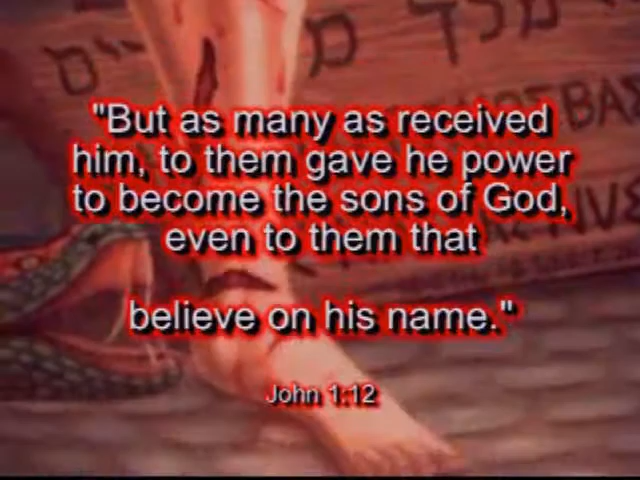 "But as many as received
him, to them gave he power
to become the sons of God,
even to them that
believe on his name."
John 1:12